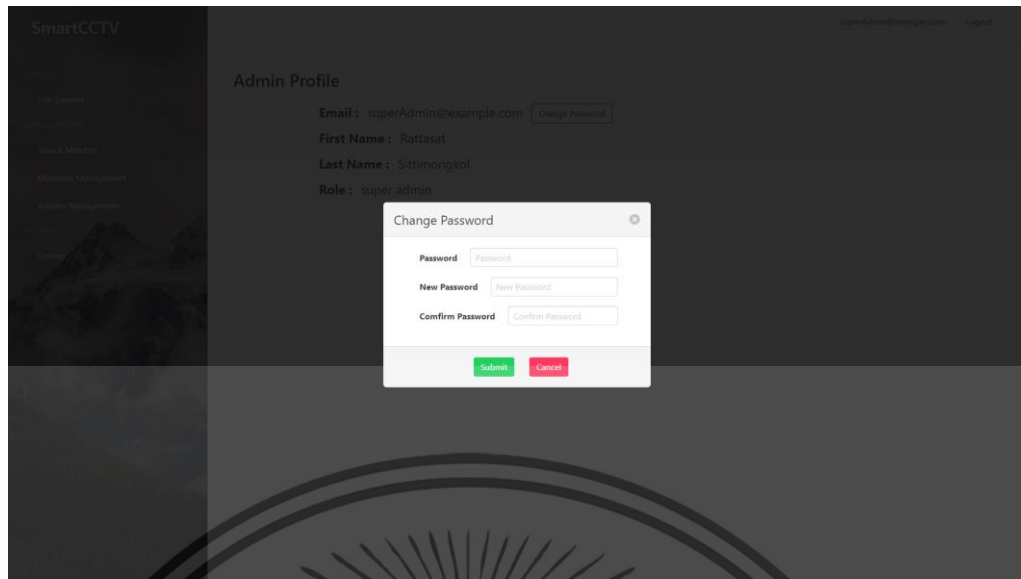 SmartCCTV
superAdmin@example.com Logout
Live Camera
Search Member
Members Management
Admins Management
Admin Profile
Email : superAdmin@example.com Change Password
First Name : Rattasat
Last Name : Sittimongkol
Role : super admin
Change Password
Password Password
New Password New Password
Comfirm Password Confirm Password
Submit Cancel